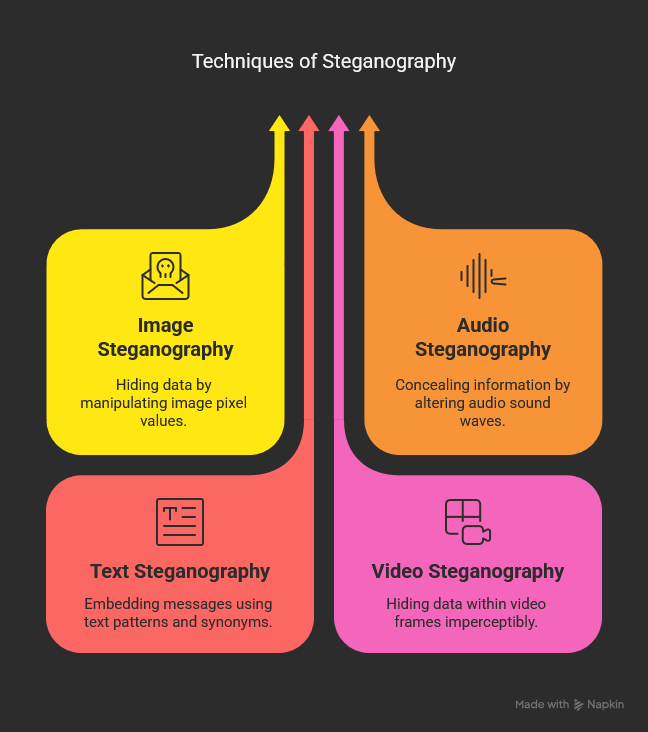 Techniques of Steganography
Image
Steganography
Hiding data by
manipulating image pixel
values.
Audio
Steganography
Concealing information by
altering audio sound
waves.
T
Text Steganography
Embedding messages using
text patterns and synonyms.
Video Steganography
Hiding data within video
frames imperceptibly.
Made with Napkin